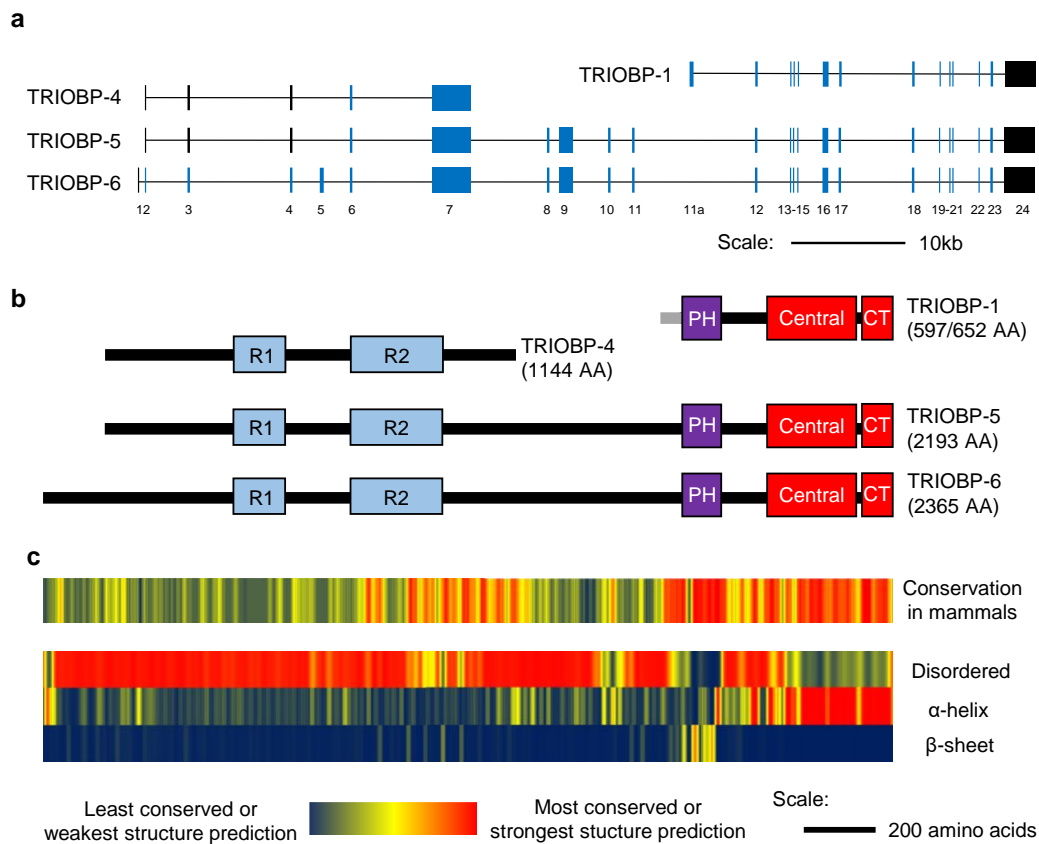 a
TRIOBP-1
TRIOBP-4
TRIOBP-5
TRIOBP-6
12 3 4 5 6 7 8 9 10 11 11a 12 13-15 16 17 18 19-21 22 23 24
Scale: 10kb
b
PH Central CT
TRIOBP-1
(597/652 AA)
R1 R2
TRIOBP-4
(1144 AA)
R1 R2 PH Central CT
TRIOBP-5
(2193 AA)
R1 R2 PH Central CT
TRIOBP-6
(2365 AA)
c
Conservation
in mammals
Disordered
α-helix
β-sheet
Least conserved or
weakest structure prediction
Most conserved or
strongest stucture prediction
Scale:
200 amino acids